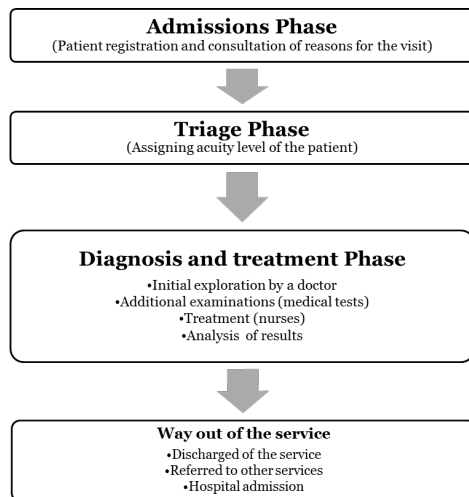 Admissions Phase
(Patient registration and consultation of reasons for the visit)
Triage Phase
(Assigning acuity level of the patient)
Diagnosis and treatment Phase
•Initial exploration by a doctor
•Additional examinations (medical tests)
•Treatment (nurses)
•Analysis of results
Way out of the service
•Discharged of the service
•Referred to other services
•Hospital admission